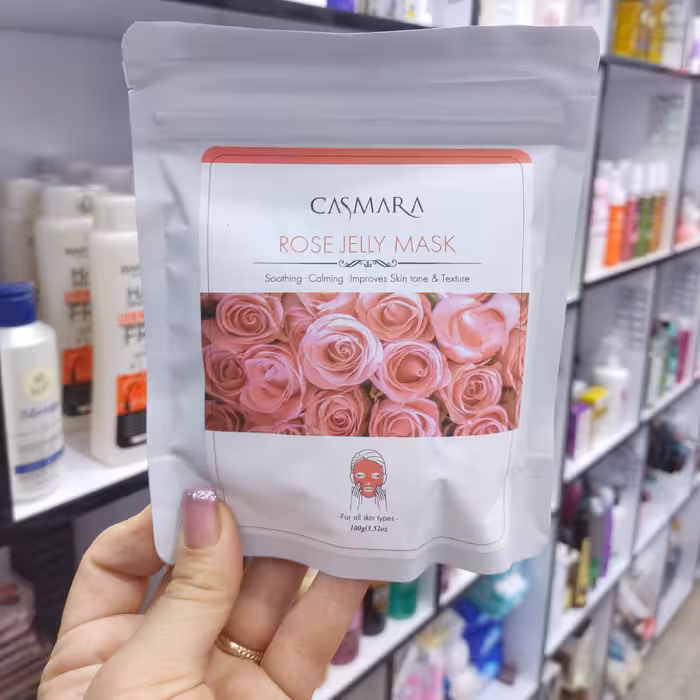 CASMARA
ROSE JELLY MASK
Soothing · Calming · Improves Skin tone & Texture
-For all skin types-
100g|3.52oz